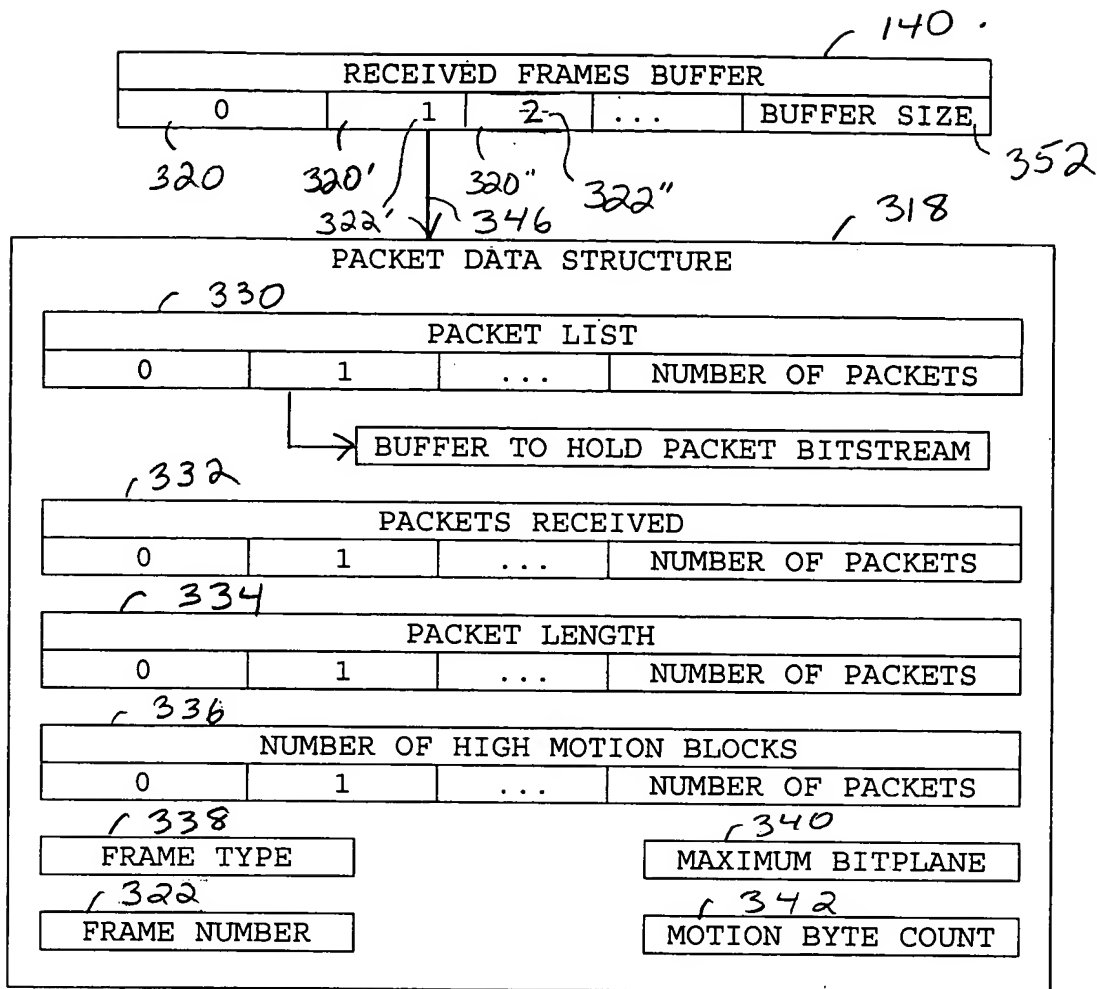 140 .
RECEIVED FRAMES BUFFER
0 1 2 ... BUFFER SIZE
320 320' 320" 322" 352
322' 346 318
PACKET DATA STRUCTURE
330
PACKET LIST
0 1 ... NUMBER OF PACKETS
BUFFER TO HOLD PACKET BITSTREAM
332
PACKETS RECEIVED
0 1 ... NUMBER OF PACKETS
334
PACKET LENGTH
0 1 ... NUMBER OF PACKETS
336
NUMBER OF HIGH MOTION BLOCKS
0 1 ... NUMBER OF PACKETS
338 340
FRAME TYPE MAXIMUM BITPLANE
322 342
FRAME NUMBER MOTION BYTE COUNT